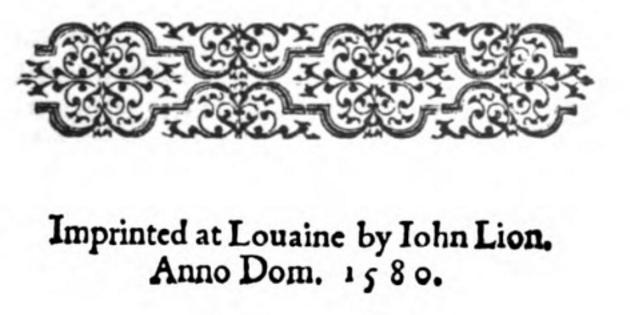 Imprinted at Louaine by Iohn Lion.
Anno Dom. 1580.